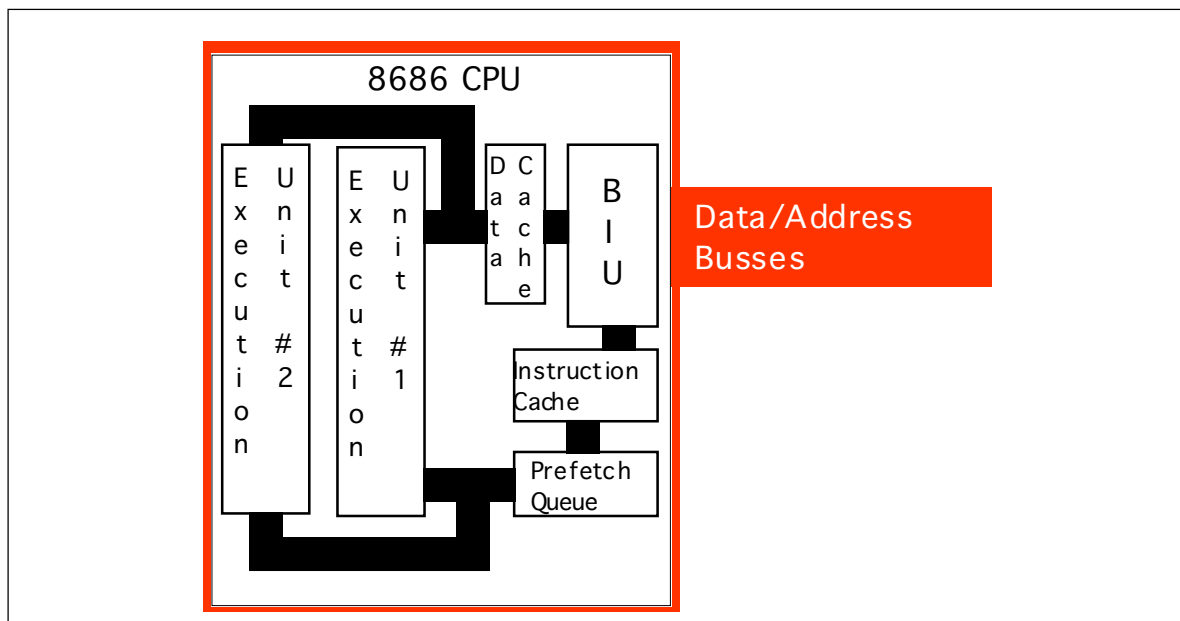 8686 CPU
Execution
Unit #2
Execution
Unit #1
Data
Cache
BIU
Data/Address
Busses
Instruction
Cache
Prefetch
Queue